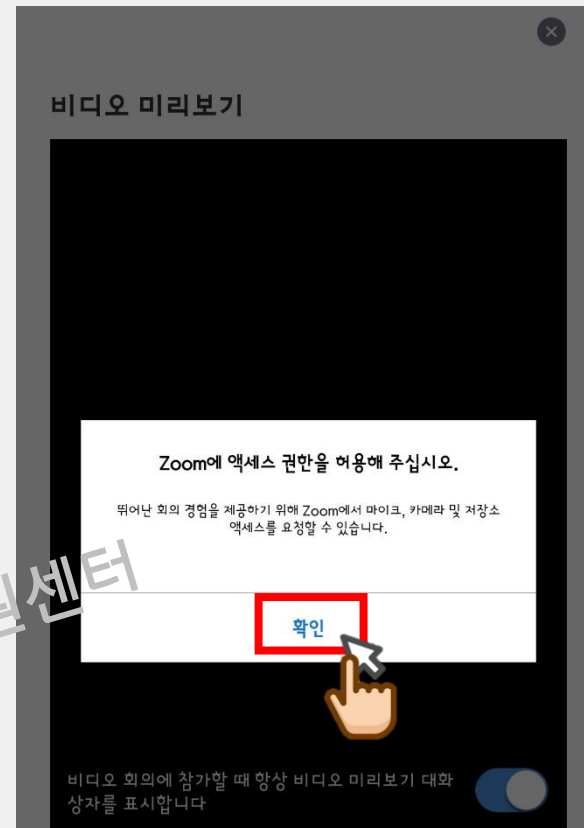 비디오 미리보기
Zoom에 액세스 권한을 허용해 주십시오.
뛰어난 회의 경험을 제공하기 위해 Zoom에서 마이크, 카메라 및 저장소
액세스를 요청할 수 있습니다.
센터
확인
비디오 회의에 참가할 때 항상 비디오 미리보기 대화
상자를 표시합니다